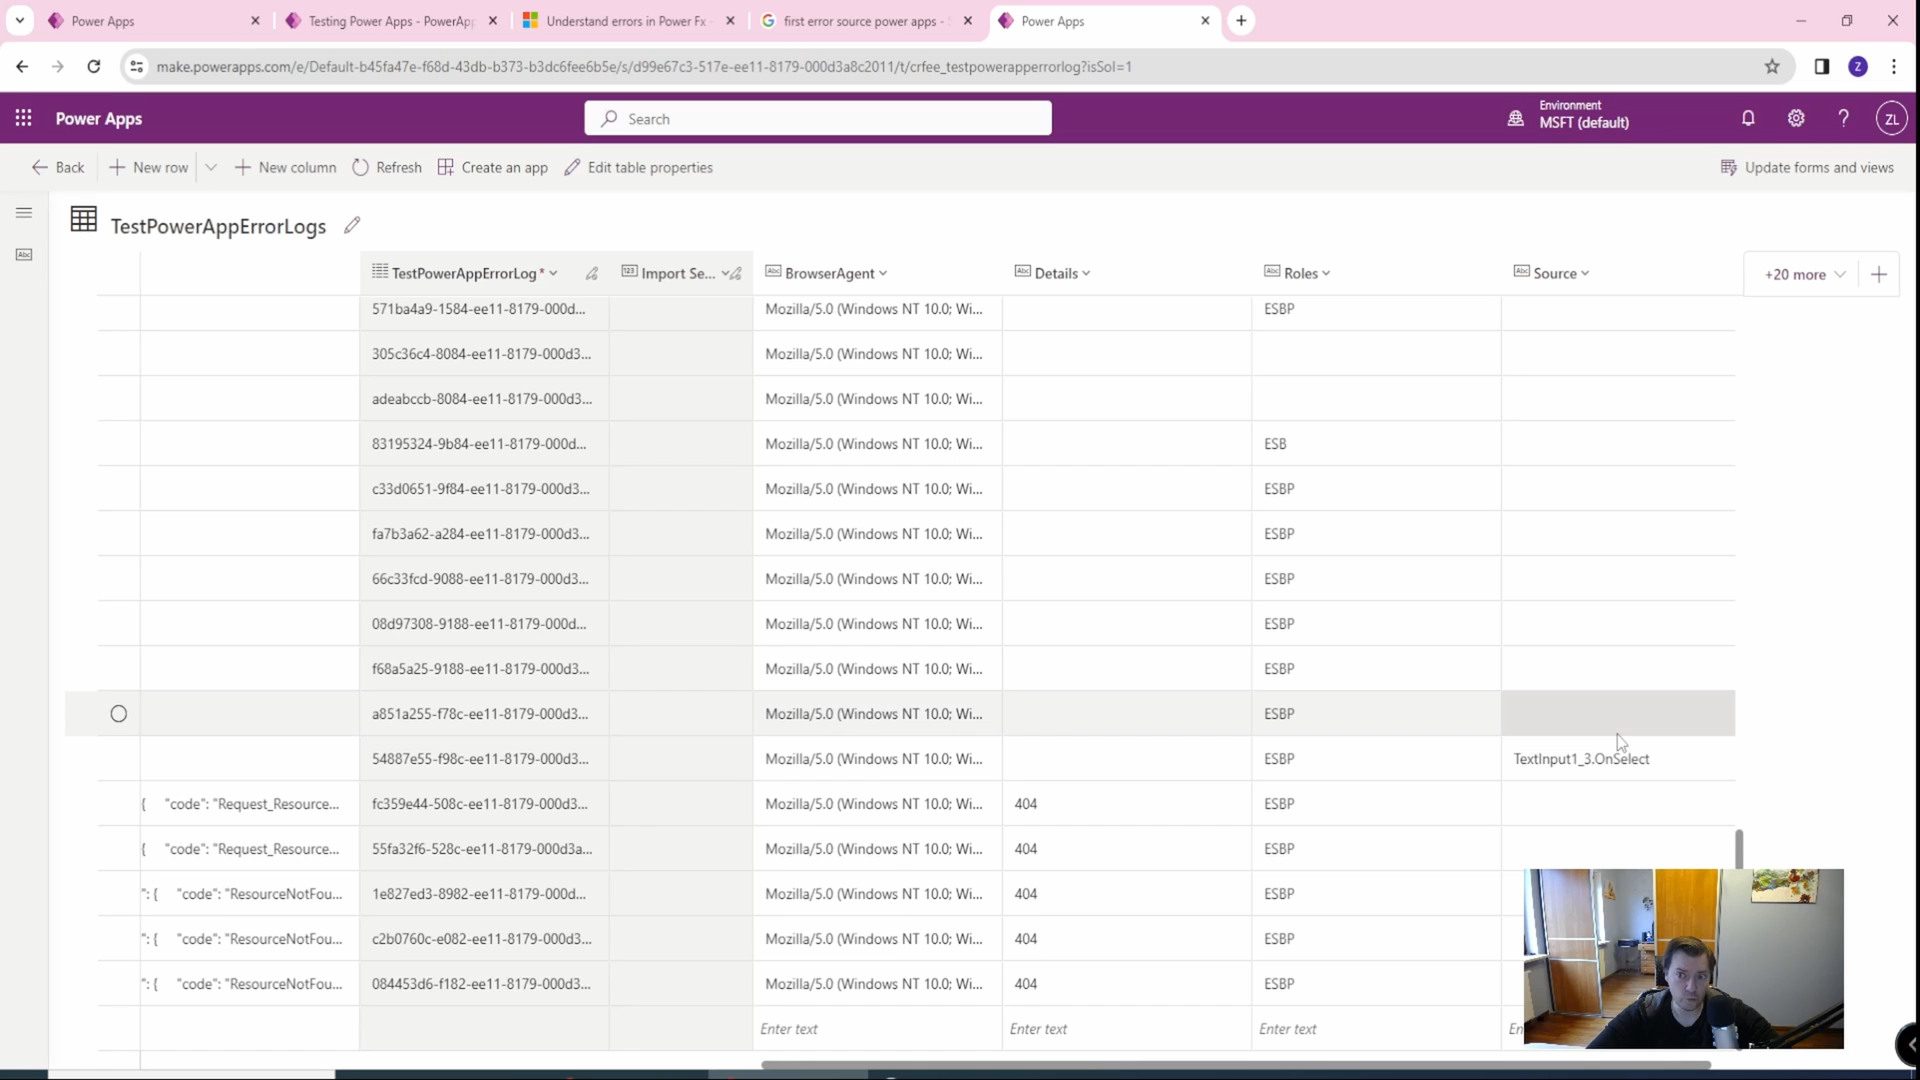 Power Apps
Testing Power Apps - PowerApp
Understand errors in Power Fx -
first error source power apps -
Power Apps
make.powerapps.com/e/Default-b45fa47e-f68d-43db-b373-b3dc6fee6b5e/s/d99e67c3-517e-ee11-8179-000d3a8c2011/t/crfee_testpowerapperrorlog?isSol=1
Z
Power Apps
Search
Environment
MSFT (default)
?
ZL
Back
New row
New column
Refresh
Create an app
Edit table properties
Update forms and views
TestPowerAppErrorLogs
TestPowerAppErrorLog * Import Se... BrowserAgent Details Roles Source +20 more
571ba4a9-1584-ee11-8179-000d... Mozilla/5.0 (Windows NT 10.0; Wi... ESBP
305c36c4-8084-ee11-8179-000d3... Mozilla/5.0 (Windows NT 10.0; Wi...
adeabccb-8084-ee11-8179-000d3... Mozilla/5.0 (Windows NT 10.0; Wi...
83195324-9b84-ee11-8179-000d... Mozilla/5.0 (Windows NT 10.0; Wi... ESB
c33d0651-9f84-ee11-8179-000d3... Mozilla/5.0 (Windows NT 10.0; Wi... ESBP
fa7b3a62-a284-ee11-8179-000d3... Mozilla/5.0 (Windows NT 10.0; Wi... ESBP
66c33fcd-9088-ee11-8179-000d3... Mozilla/5.0 (Windows NT 10.0; Wi... ESBP
08d97308-9188-ee11-8179-000d... Mozilla/5.0 (Windows NT 10.0; Wi... ESBP
f68a5a25-9188-ee11-8179-000d3... Mozilla/5.0 (Windows NT 10.0; Wi... ESBP
a851a255-f78c-ee11-8179-000d3... Mozilla/5.0 (Windows NT 10.0; Wi... ESBP
54887e55-f98c-ee11-8179-000d3... Mozilla/5.0 (Windows NT 10.0; Wi... ESBP TextInput1_3.OnSelect
{ "code": "Request_Resource... fc359e44-508c-ee11-8179-000d3... Mozilla/5.0 (Windows NT 10.0; Wi... 404 ESBP
{ "code": "Request_Resource... 55fa32f6-528c-ee11-8179-000d3a... Mozilla/5.0 (Windows NT 10.0; Wi... 404 ESBP
": { "code": "ResourceNotFou... 1e827ed3-8982-ee11-8179-000d... Mozilla/5.0 (Windows NT 10.0; Wi... 404 ESBP
": { "code": "ResourceNotFou... c2b0760c-e082-ee11-8179-000d3... Mozilla/5.0 (Windows NT 10.0; Wi... 404 ESBP
": { "code": "ResourceNotFou... 084453d6-f182-ee11-8179-000d3... Mozilla/5.0 (Windows NT 10.0; Wi... 404 ESBP
Enter text Enter text Enter text En